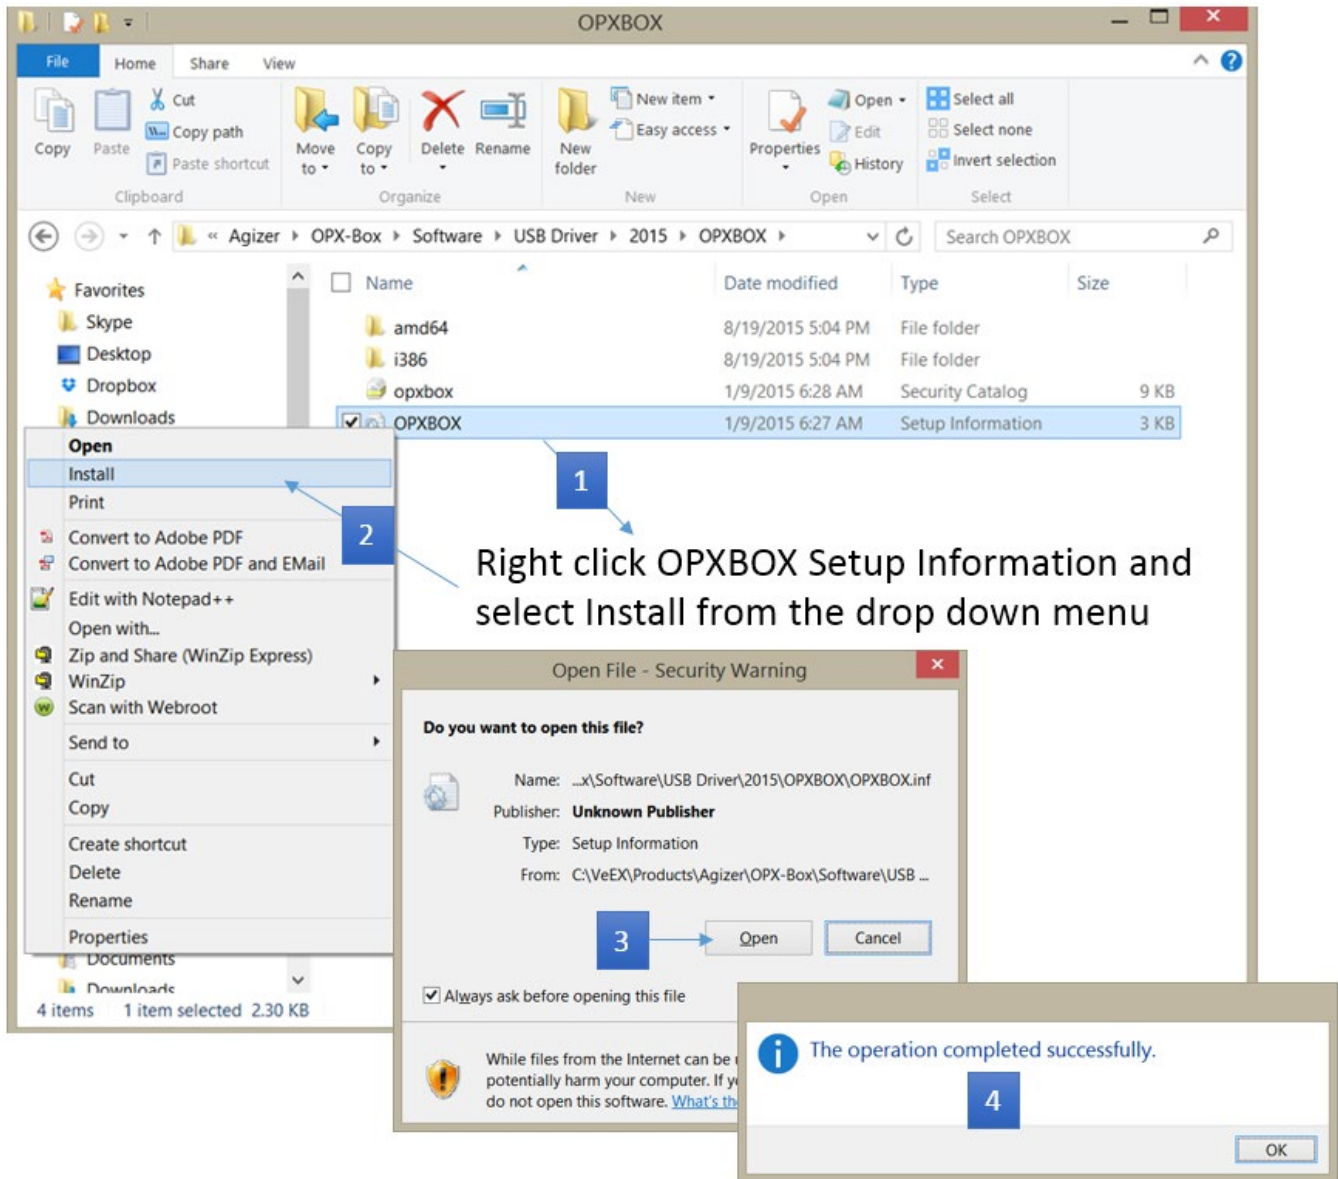 OPXBOX
File Home Share View
Copy
Paste
Cut
Copy path
Paste shortcut
Clipboard
Move to
Copy to
Delete
Rename
Organize
New folder
New item
Easy access
New
Properties
Open
Edit
History
Open
Select all
Select none
Invert selection
Select
« Agizer OPX-Box Software USB Driver 2015 OPXBOX
Search OPXBOX
Favorites
Skype
Desktop
Dropbox
Downloads
Name Date modified Type Size
amd64 8/19/2015 5:04 PM File folder
i386 8/19/2015 5:04 PM File folder
opxbox 1/9/2015 6:28 AM Security Catalog 9 KB
OPXBOX 1/9/2015 6:27 AM Setup Information 3 KB
Open
Install
Print
Convert to Adobe PDF
Convert to Adobe PDF and EMail
Edit with Notepad++
Open with...
Zip and Share (WinZip Express)
WinZip
Scan with Webroot
Send to
Cut
Copy
Create shortcut
Delete
Rename
Properties
Documents
Downloads
4 items 1 item selected 2.30 KB
1
2
Right click OPXBOX Setup Information and
select Install from the drop down menu
Open File - Security Warning
Do you want to open this file?
Name: ...x\Software\USB Driver\2015\OPXBOX\OPXBOX.inf
Publisher: Unknown Publisher
Type: Setup Information
From: C:\VeEX\Products\Agizer\OPX-Box\Software\USB ...
3
Open Cancel
Always ask before opening this file
While files from the Internet can be
potentially harm your computer. If
do not open this software. What's
The operation completed successfully.
4
OK